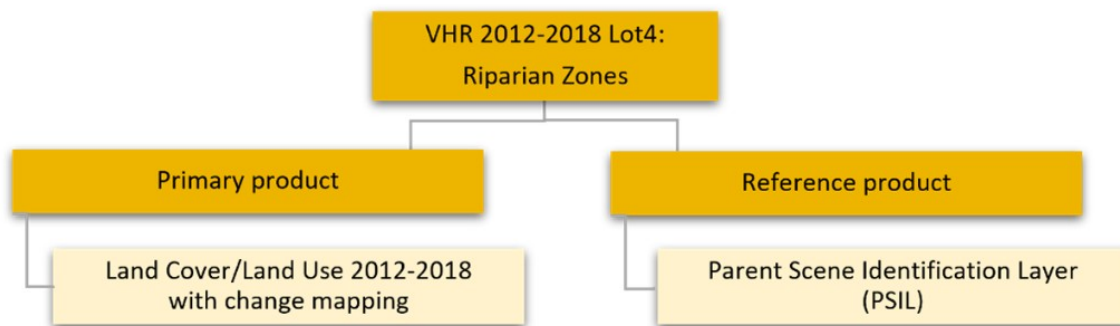 VHR 2012-2018 Lot4:
Riparian Zones
Primary product
Reference product
Land Cover/Land Use 2012-2018
with change mapping
Parent Scene Identification Layer
(PSIL)